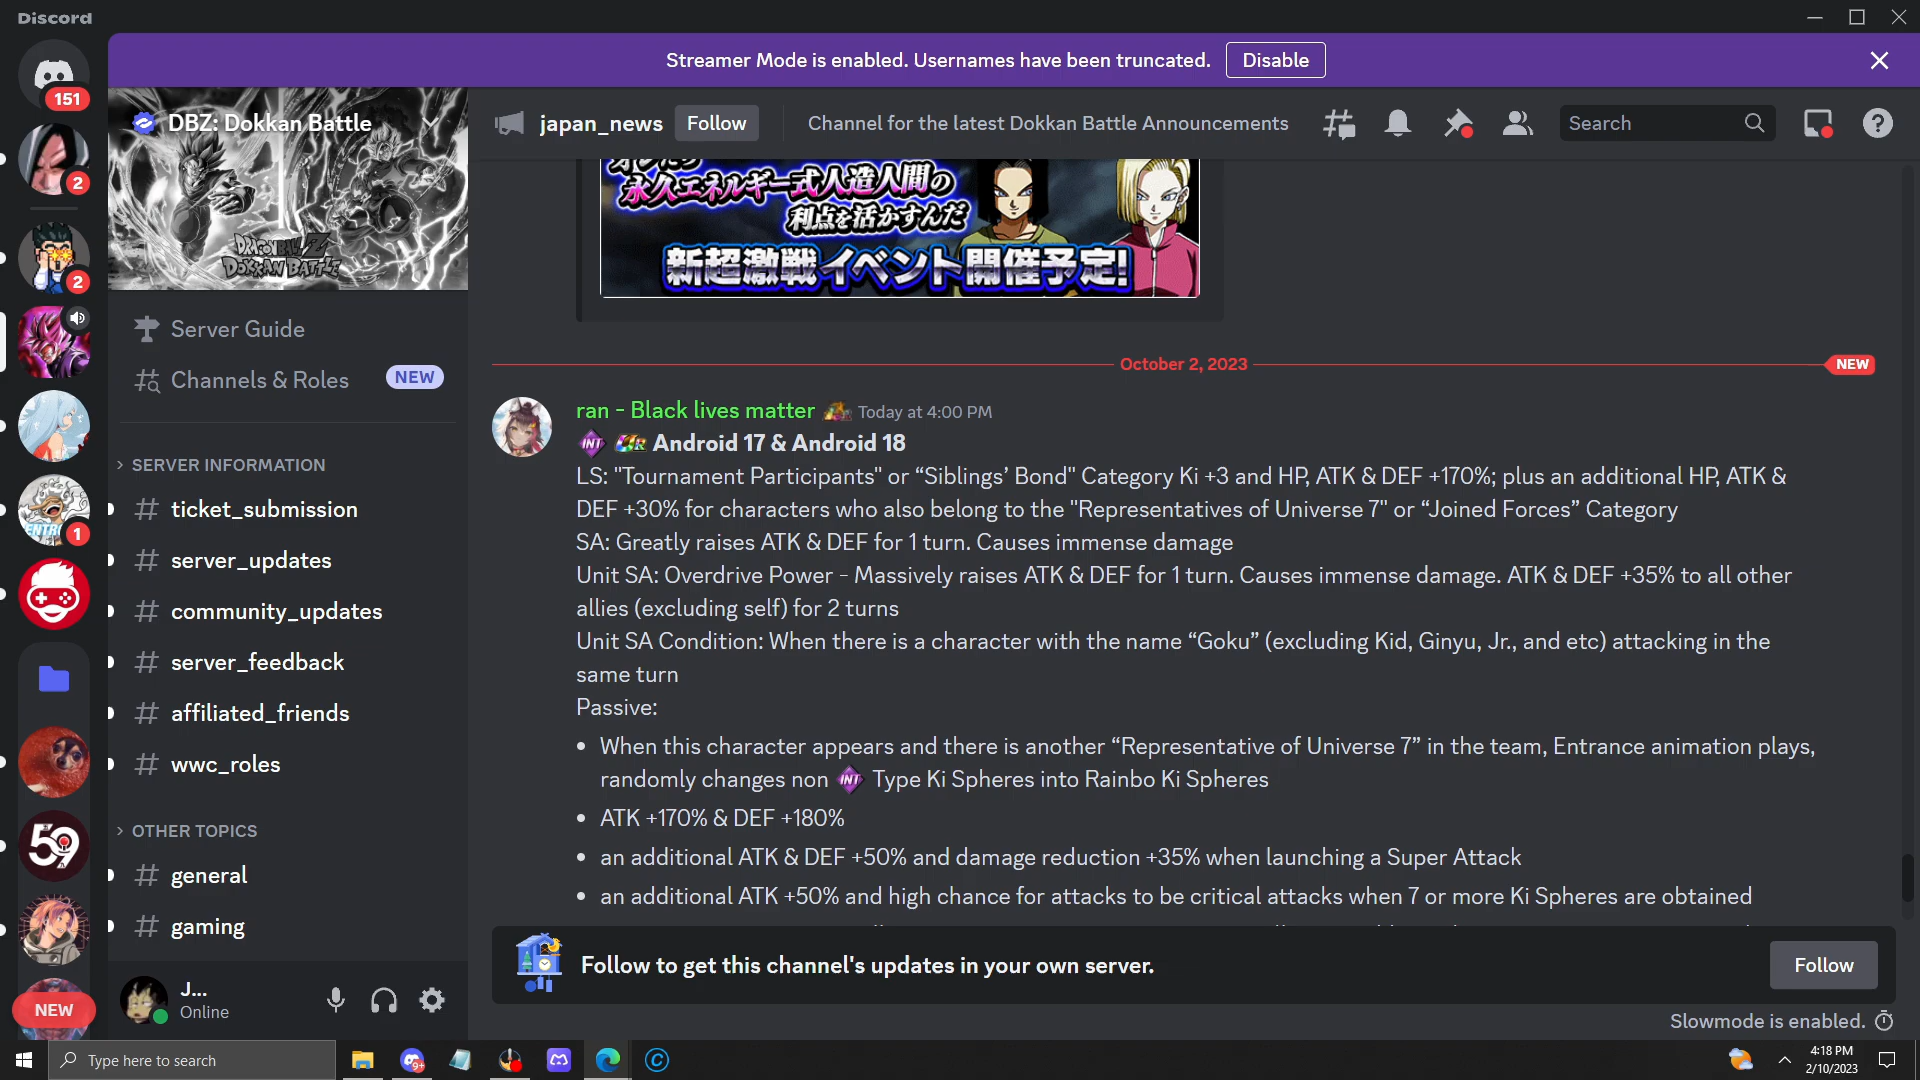 Discord
Streamer Mode is enabled. Usernames have been truncated.
Disable
151
2
2
1
59
NEW
DBZ: Dokkan Battle
DRAGONBALL Z
DOKKAN BATTLE
Server Guide
Channels & Roles
NEW
SERVER INFORMATION
ticket_submission
server_updates
community_updates
server_feedback
affiliated_friends
wwc_roles
OTHER TOPICS
general
gaming
J...
Online
japan_news
Follow
Channel for the latest Dokkan Battle Announcements
Search
永久エネルギー式人造人間の
利点を活かすんだ
新超激戦イベント開催予定!
October 2, 2023
NEW
ran - Black lives matter
Today at 4:00 PM
INT LR Android 17 & Android 18
LS: "Tournament Participants" or “Siblings’ Bond" Category Ki +3 and HP, ATK & DEF +170%; plus an additional HP, ATK &
DEF +30% for characters who also belong to the "Representatives of Universe 7" or “Joined Forces” Category
SA: Greatly raises ATK & DEF for 1 turn. Causes immense damage
Unit SA: Overdrive Power - Massively raises ATK & DEF for 1 turn. Causes immense damage. ATK & DEF +35% to all other
allies (excluding self) for 2 turns
Unit SA Condition: When there is a character with the name “Goku” (excluding Kid, Ginyu, Jr., and etc) attacking in the
same turn
Passive:
• When this character appears and there is another “Representative of Universe 7” in the team, Entrance animation plays,
randomly changes non INT Type Ki Spheres into Rainbo Ki Spheres
• ATK +170% & DEF +180%
• an additional ATK & DEF +50% and damage reduction +35% when launching a Super Attack
• an additional ATK +50% and high chance for attacks to be critical attacks when 7 or more Ki Spheres are obtained
Follow to get this channel's updates in your own server.
Follow
Slowmode is enabled.
Type here to search
9+
4:18 PM
2/10/2023